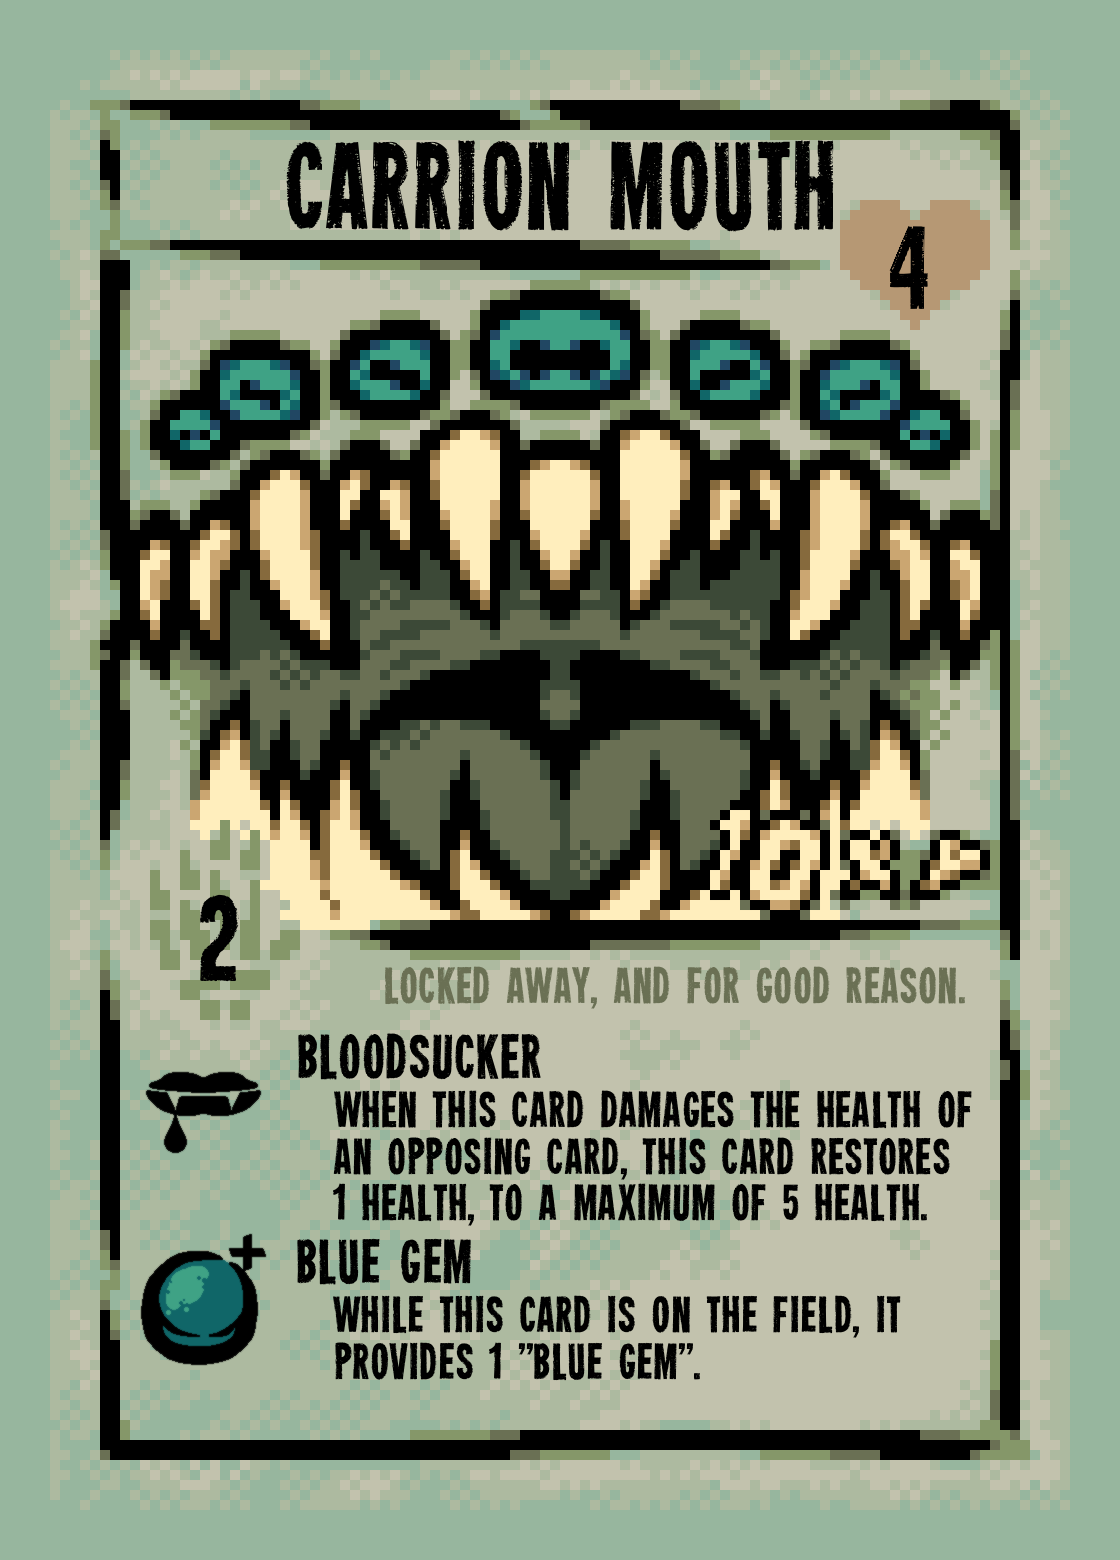 CARRION MOUTH
4
10 x
2
LOCKED AWAY, AND FOR GOOD REASON.
BLOODSUCKER
WHEN THIS CARD DAMAGES THE HEALTH OF
AN OPPOSING CARD, THIS CARD RESTORES
1 HEALTH, TO A MAXIMUM OF 5 HEALTH.
BLUE GEM
WHILE THIS CARD IS ON THE FIELD, IT
PROVIDES 1 "BLUE GEM".